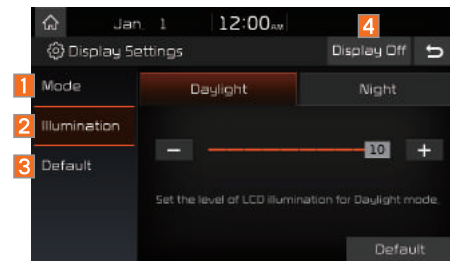 Jan. 1 12:00AM
4
Display Settings Display Off
1 Mode Daylight Night
2 Illumination
− 10 +
3 Default
Set the level of LCD illumination for Daylight mode.
Default